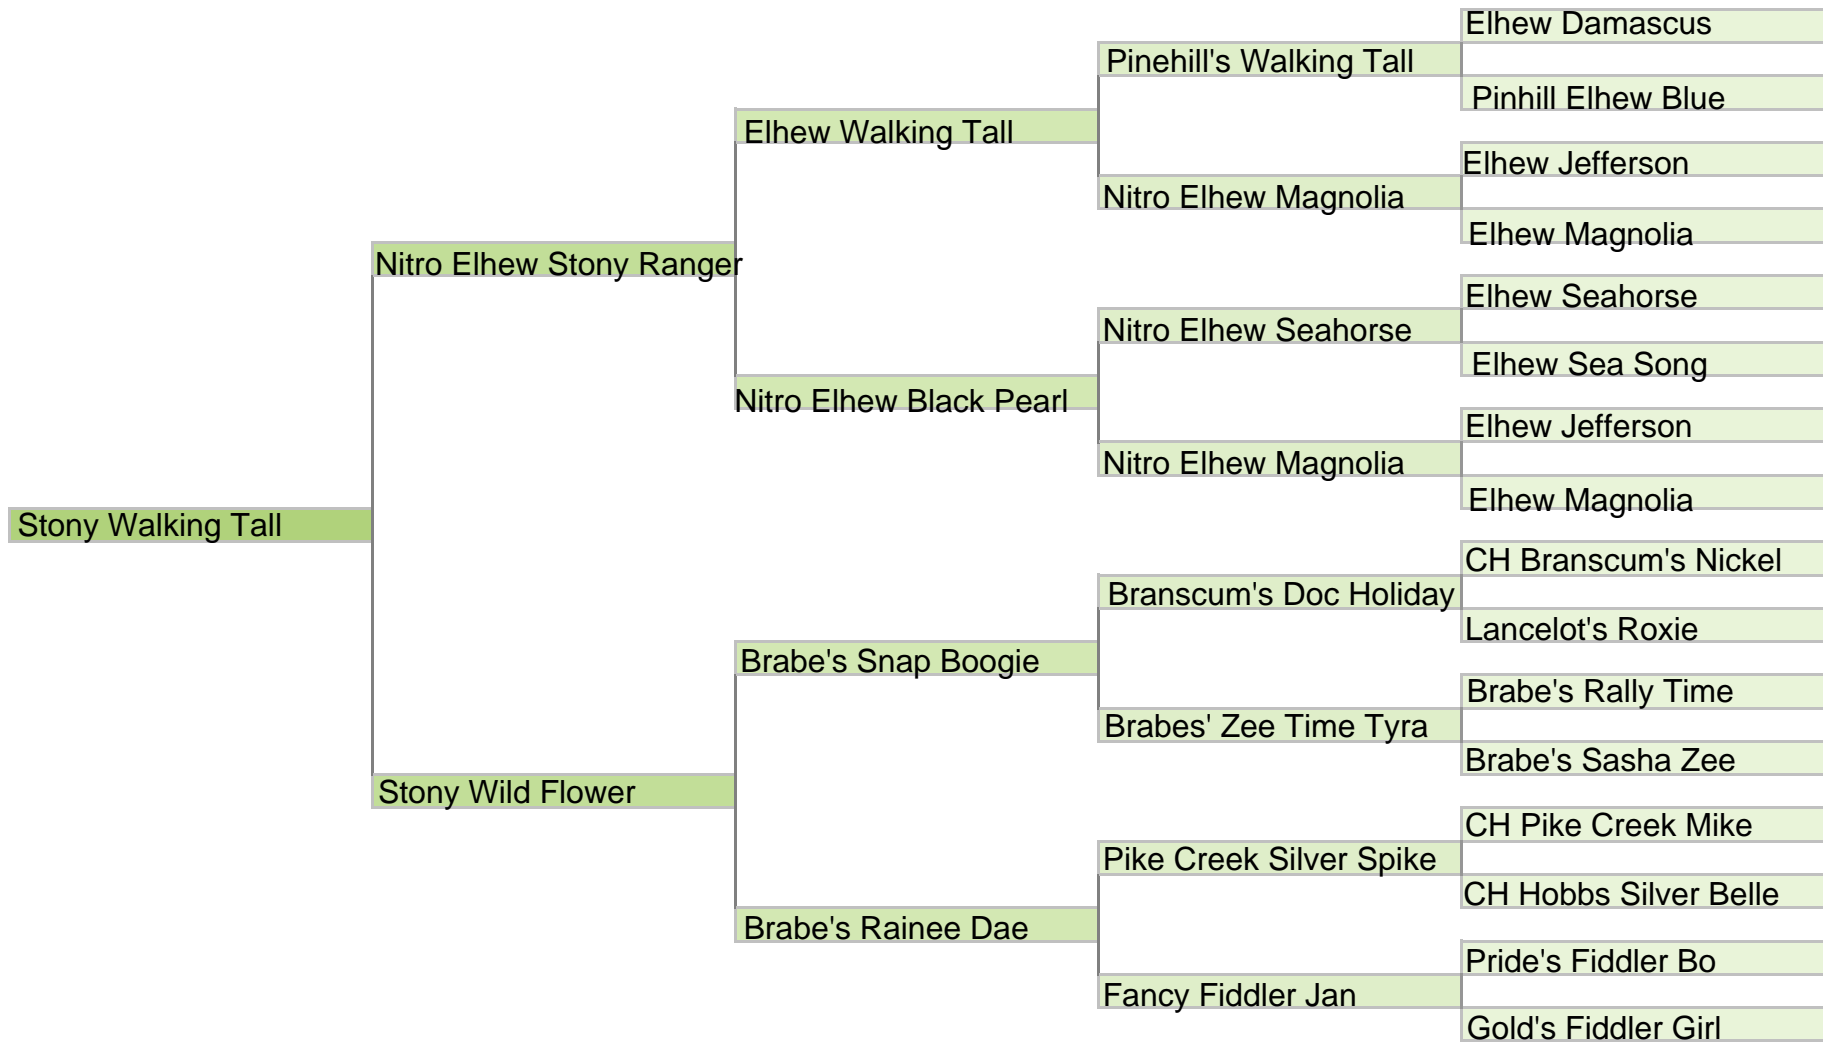 Elhew Damascus
Pinehill's Walking Tall
Pinhill Elhew Blue
Elhew Walking Tall
Elhew Jefferson
Nitro Elhew Magnolia
Elhew Magnolia
Nitro Elhew Stony Ranger
Elhew Seahorse
Nitro Elhew Seahorse
Elhew Sea Song
Nitro Elhew Black Pearl
Elhew Jefferson
Nitro Elhew Magnolia
Elhew Magnolia
Stony Walking Tall
CH Branscum's Nickel
Branscum's Doc Holiday
Lancelot's Roxie
Brabe's Snap Boogie
Brabe's Rally Time
Brabes' Zee Time Tyra
Brabe's Sasha Zee
Stony Wild Flower
CH Pike Creek Mike
Pike Creek Silver Spike
CH Hobbs Silver Belle
Brabe's Rainee Dae
Pride's Fiddler Bo
Fancy Fiddler Jan
Gold's Fiddler Girl